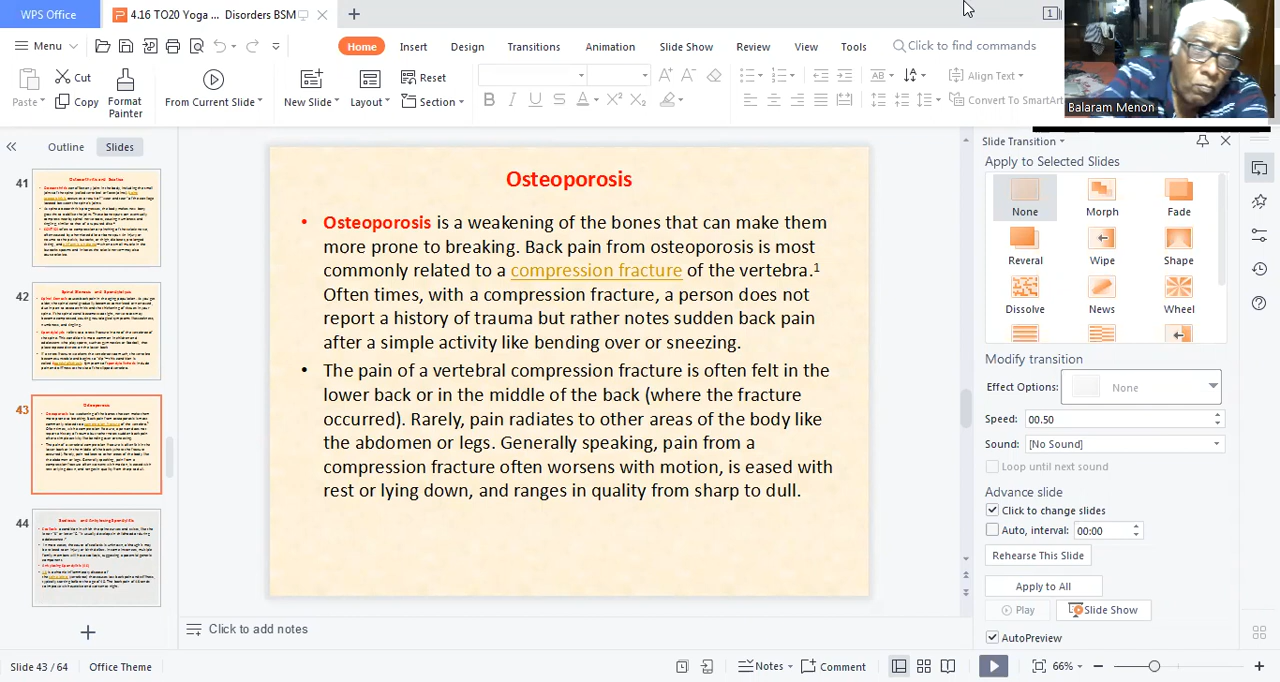 WPS Office
4.16 TO20 Yoga ... Disorders BSM
1
Menu
Home
Insert
Design
Transitions
Animation
Slide Show
Review
View
Tools
Click to find commands
Paste
Cut
Copy
Format
Painter
From Current Slide
New Slide
Layout
Reset
Section
Align Text
Convert To SmartArt
Balaram Menon
Outline
Slides
41
42
43
44
Osteoporosis
• Osteoporosis is a weakening of the bones that can make them
more prone to breaking. Back pain from osteoporosis is most
commonly related to a compression fracture of the vertebra.¹
Often times, with a compression fracture, a person does not
report a history of trauma but rather notes sudden back pain
after a simple activity like bending over or sneezing.
• The pain of a vertebral compression fracture is often felt in the
lower back or in the middle of the back (where the fracture
occurred). Rarely, pain radiates to other areas of the body like
the abdomen or legs. Generally speaking, pain from a
compression fracture often worsens with motion, is eased with
rest or lying down, and ranges in quality from sharp to dull.
Click to add notes
Slide Transition
Apply to Selected Slides
None
Morph
Fade
Reveral
Wipe
Shape
Dissolve
News
Wheel
Modify transition
Effect Options:
None
Speed:
00.50
Sound:
[No Sound]
Loop until next sound
Advance slide
Click to change slides
Auto, interval:
00:00
Rehearse This Slide
Apply to All
Play
Slide Show
AutoPreview
Slide 43 / 64
Office Theme
Notes
Comment
66%